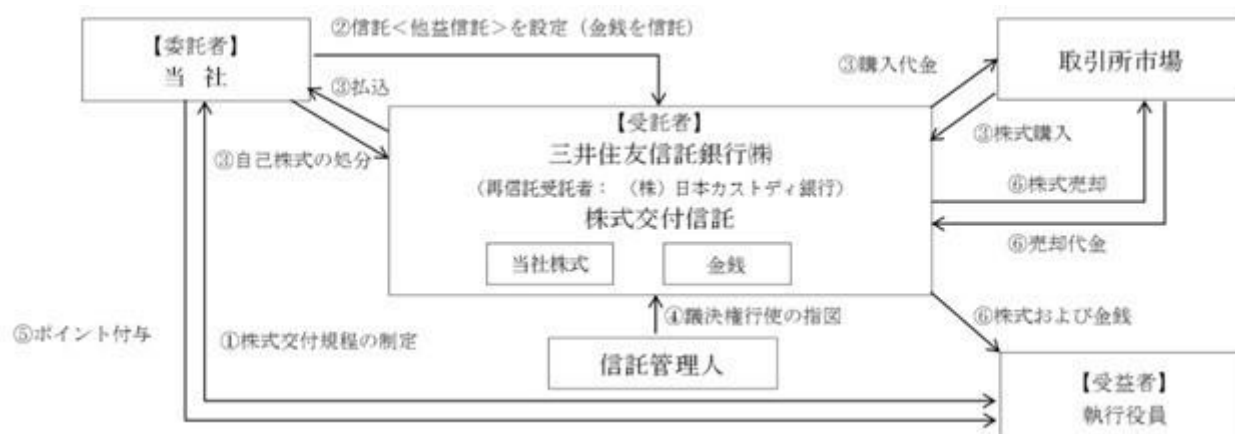 ②信託<他益信託>を設定（金銭を信託）
【委託者】
当 社
③払込
③自己株式の処分
③購入代金
取引所市場
③株式購入
【受託者】
三井住友信託銀行㈱
（再信託受託者： （株）日本カストディ銀行）
株式交付信託
当社株式
金銭
⑥株式売却
⑥売却代金
④議決権行使の指図
信託管理人
⑥株式および金銭
⑤ポイント付与
①株式交付規程の制定
【受益者】
執行役員